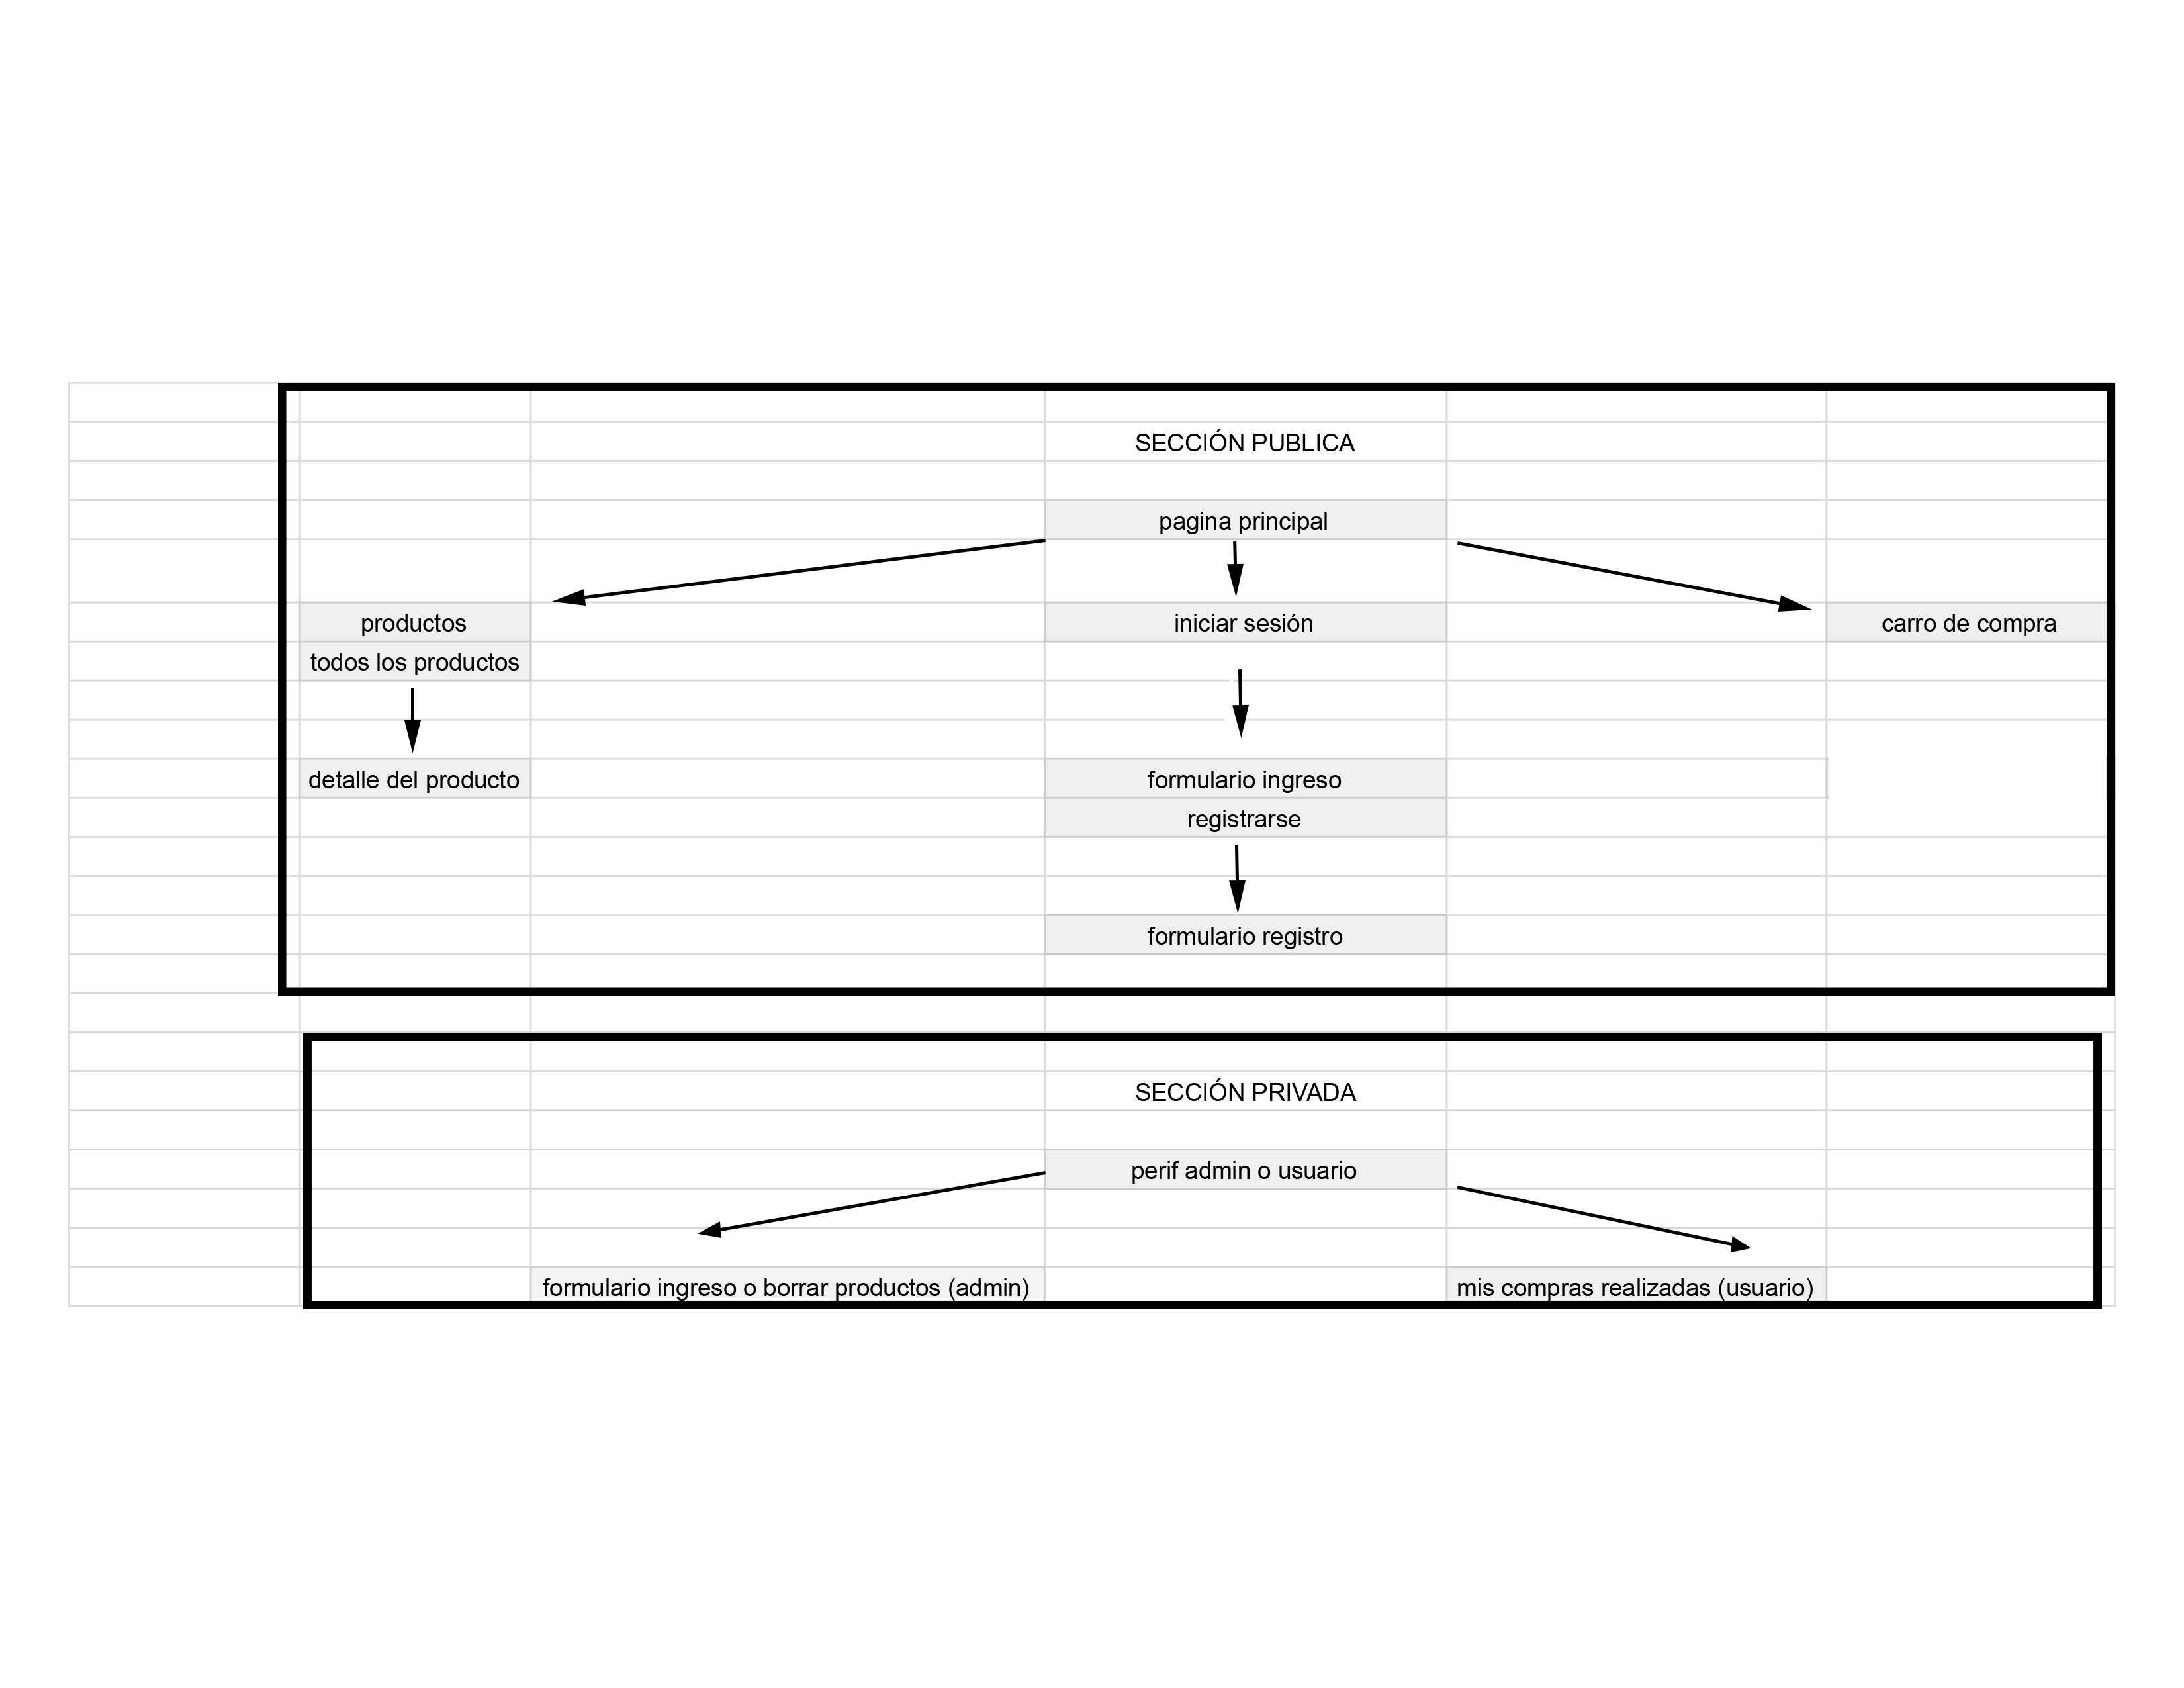 SECCIÓN PUBLICA
pagina principal
productos
iniciar sesión
carro de compra
todos los productos
detalle del producto
formulario ingreso
registrarse
formulario registro
SECCIÓN PRIVADA
perif admin o usuario
formulario ingreso o borrar productos (admin)
mis compras realizadas (usuario)